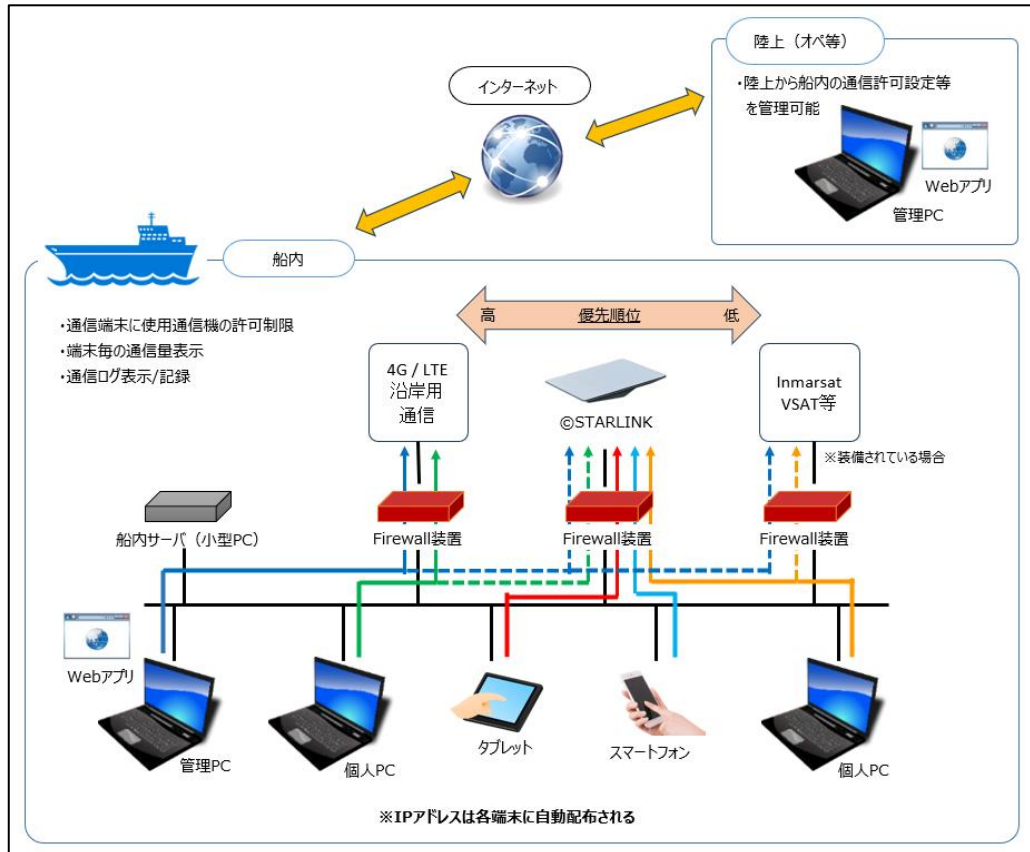 陸上（オペ等）
・陸上から船内の通信許可設定等
を管理可能
Webアプリ
管理PC
インターネット
船内
・通信端末に使用通信機の許可制限
・端末毎の通信量表示
・通信ログ表示/記録
高 優先順位 低
4G / LTE
沿岸用
通信
©STARLINK
Inmarsat
VSAT等
※装備されている場合
船内サーバ（小型PC）
Firewall装置
Firewall装置
Firewall装置
Webアプリ
管理PC
個人PC
タブレット
スマートフォン
個人PC
※IPアドレスは各端末に自動配布される